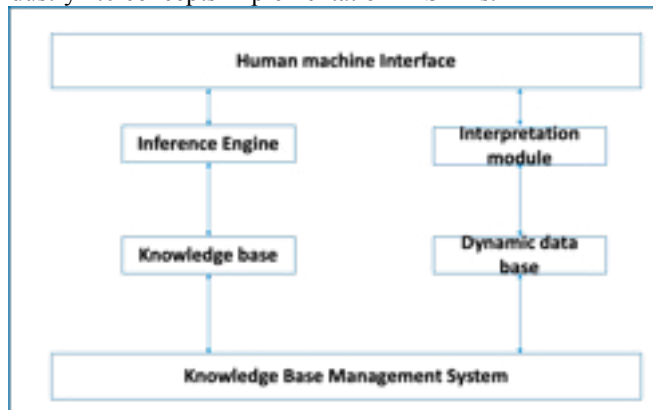 Human machine Interface
Inference Engine
Interpretation
module
Knowledge base
Dynamic data
base
Knowledge Base Management System